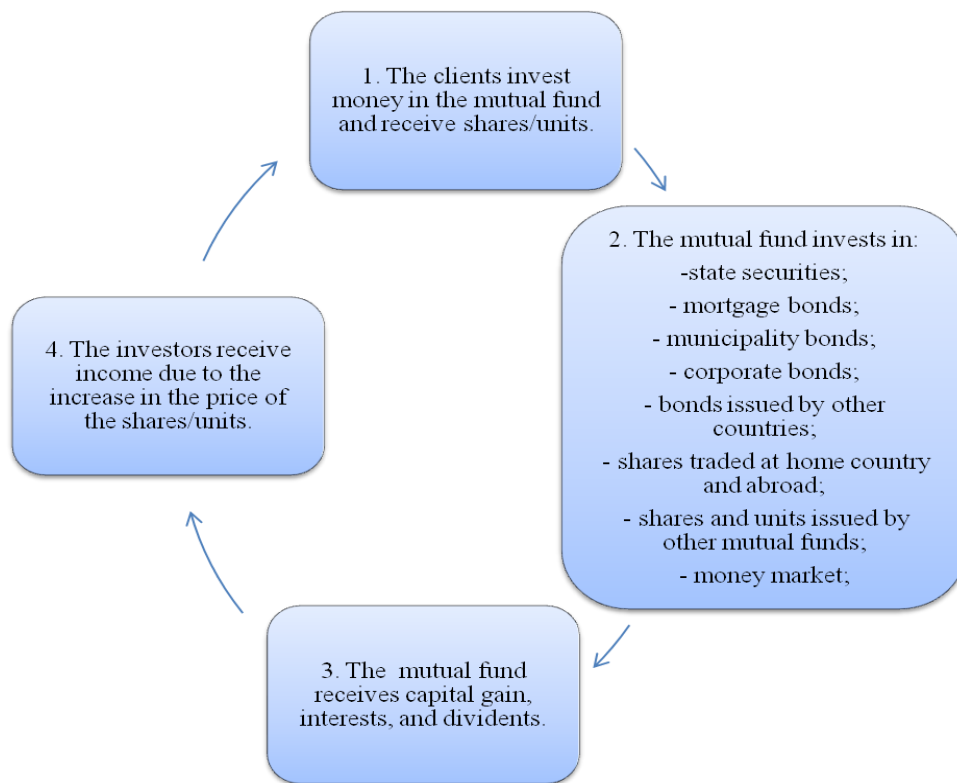 1. The clients invest
money in the mutual fund
and receive shares/units.
2. The mutual fund invests in:
-state securities;
- mortgage bonds;
- municipality bonds;
- corporate bonds;
- bonds issued by other
countries;
- shares traded at home country
and abroad;
- shares and units issued by
other mutual funds;
- money market;
3. The mutual fund
receives capital gain,
interests, and dividents.
4. The investors receive
income due to the
increase in the price of
the shares/units.